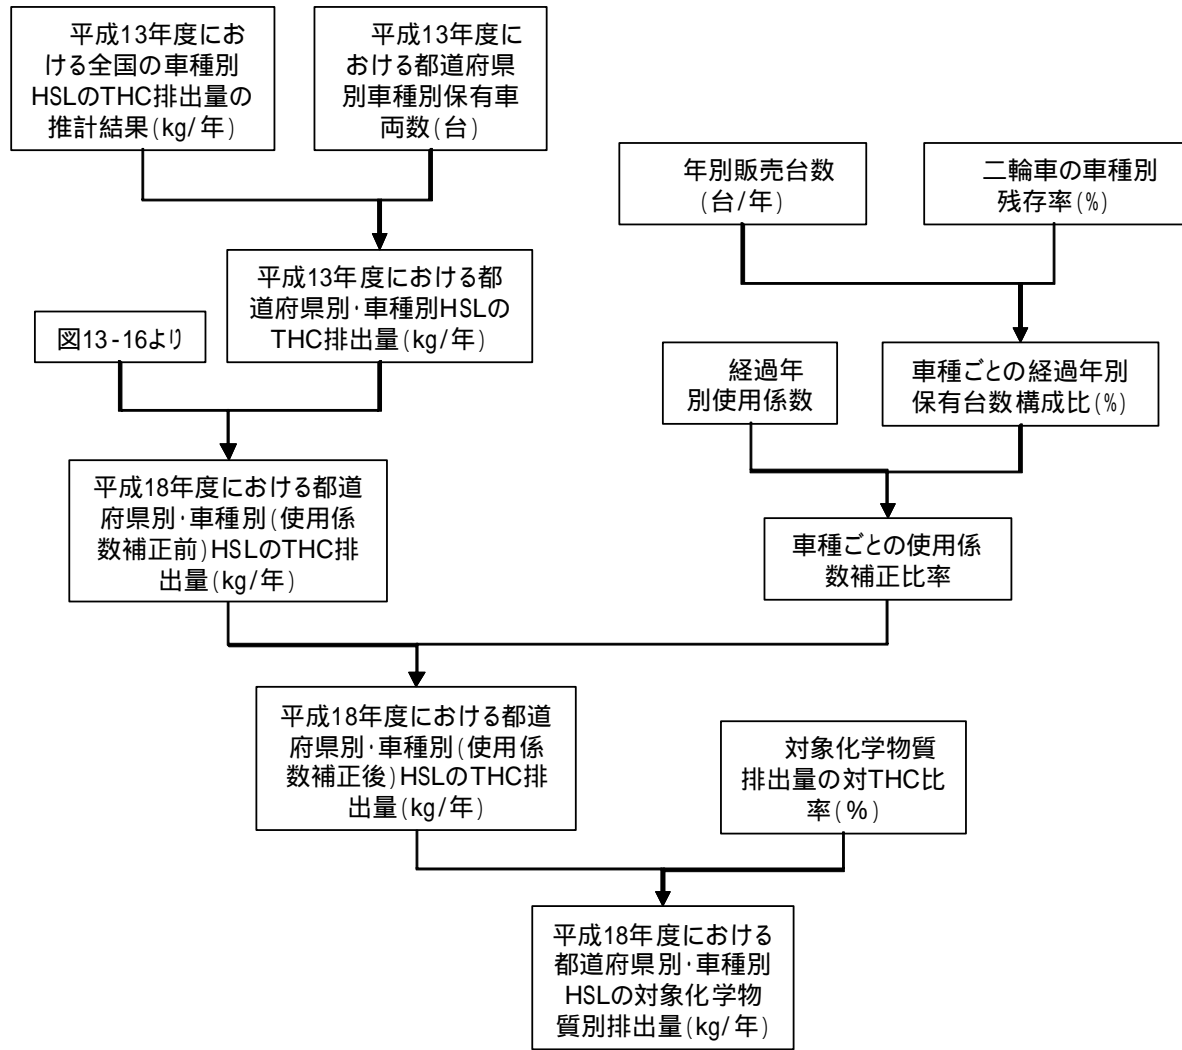 平成13年度にお
ける全国の車種別
HSLのTHC排出量の
推計結果(kg/年)
平成13年度に
おける都道府県
別車種別保有車
両数(台)
年別販売台数
(台/年)
二輪車の車種別
残存率(%)
平成13年度における都
道府県別･車種別HSLの
THC排出量(kg/年)
図13-16より
経過年
別使用係数
車種ごとの経過年別
保有台数構成比(%)
平成18年度における都道
府県別･車種別(使用係
数補正前)HSLのTHC排
出量(kg/年)
車種ごとの使用係
数補正比率
平成18年度における都道
府県別･車種別(使用係
数補正後)HSLのTHC排
出量(kg/年)
対象化学物質
排出量の対THC比
率(%)
平成18年度における
都道府県別･車種別
HSLの対象化学物
質別排出量(kg/年)